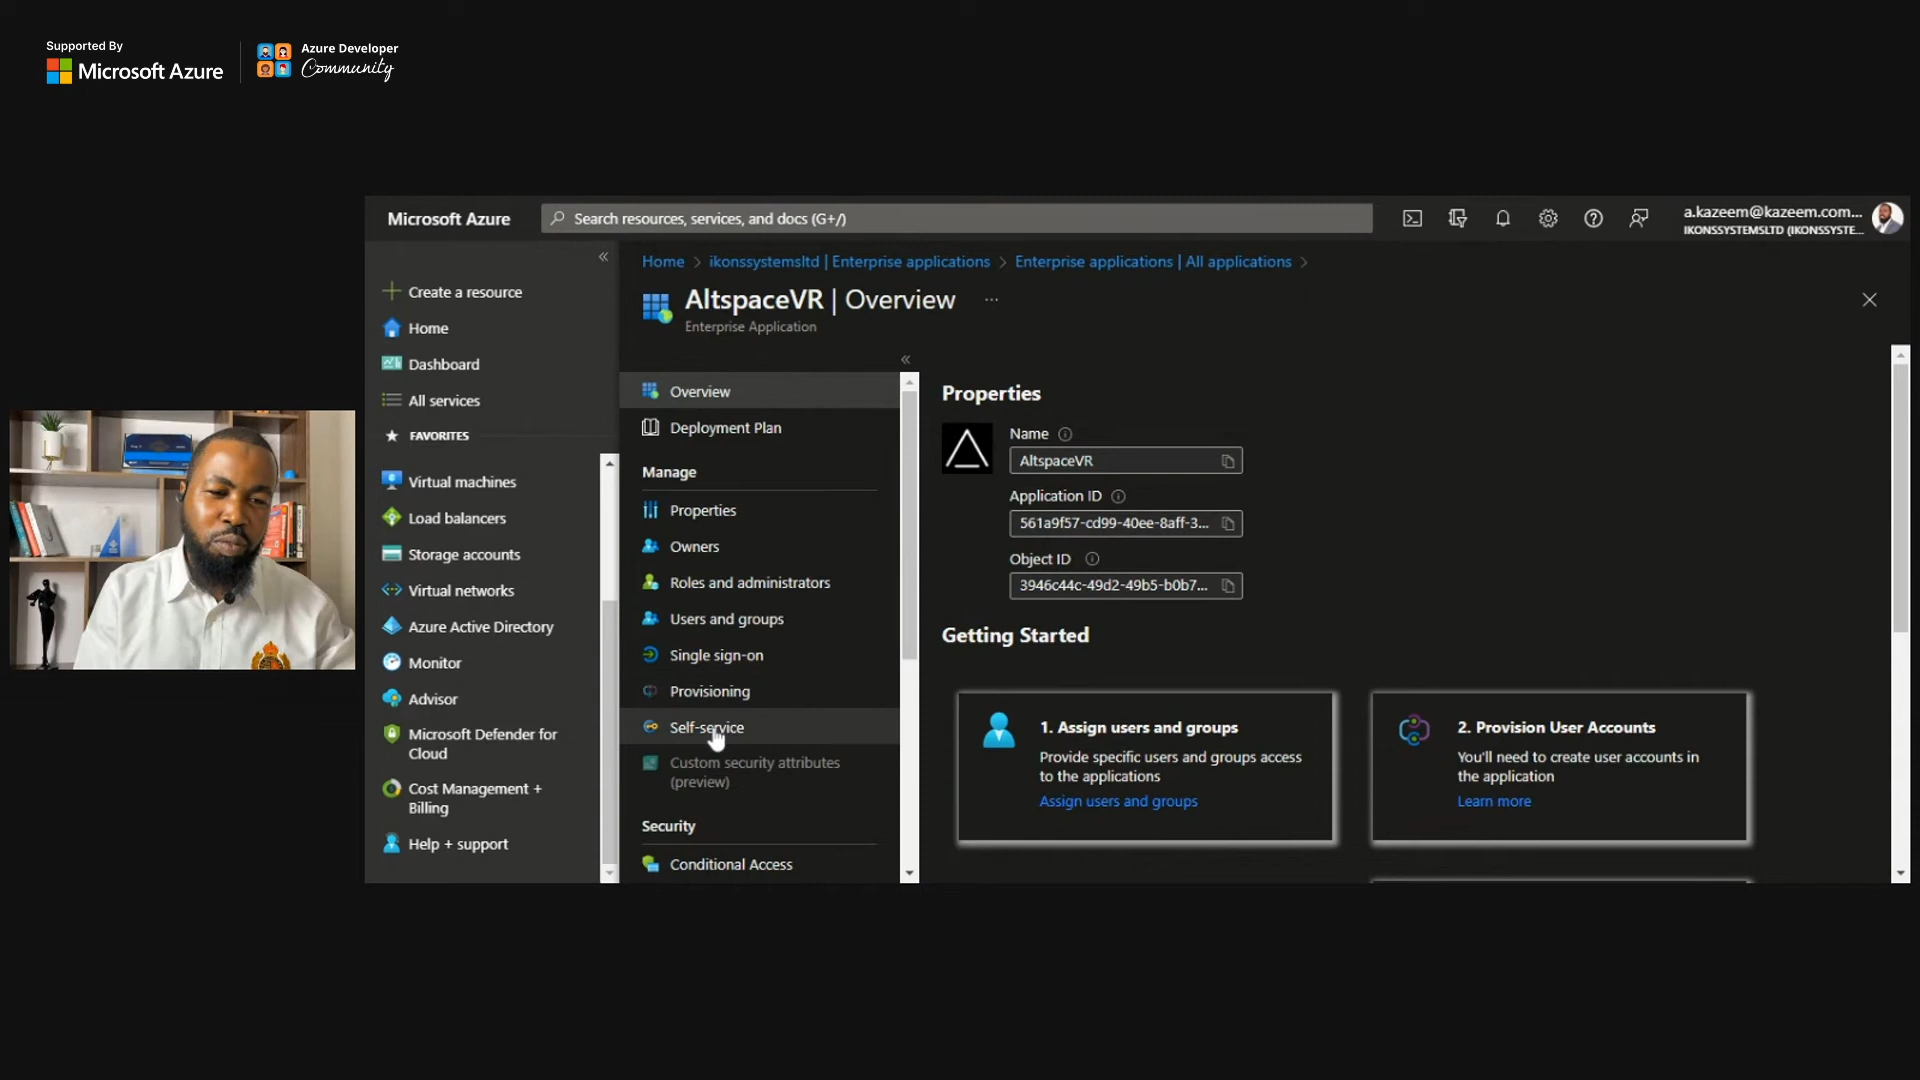 Supported By
Microsoft Azure
Azure Developer
Community
Microsoft Azure
Search resources, services, and docs (G+/)
a.kazeem@kazeem.com...
IKONSSYSTEMSLTD (IKONSSYSTE...
Create a resource
Home
Dashboard
All services
FAVORITES
Virtual machines
Load balancers
Storage accounts
Virtual networks
Azure Active Directory
Monitor
Advisor
Microsoft Defender for
Cloud
Cost Management +
Billing
Help + support
Home > ikonssystemsltd | Enterprise applications > Enterprise applications | All applications >
AltspaceVR | Overview ...
Enterprise Application
Overview
Deployment Plan
Manage
Properties
Owners
Roles and administrators
Users and groups
Single sign-on
Provisioning
Self-service
Custom security attributes
(preview)
Security
Conditional Access
Properties
Name
AltspaceVR
Application ID
561a9f57-cd99-40ee-8aff-3...
Object ID
3946c44c-49d2-49b5-b0b7...
Getting Started
1. Assign users and groups
Provide specific users and groups access
to the applications
Assign users and groups
2. Provision User Accounts
You'll need to create user accounts in
the application
Learn more